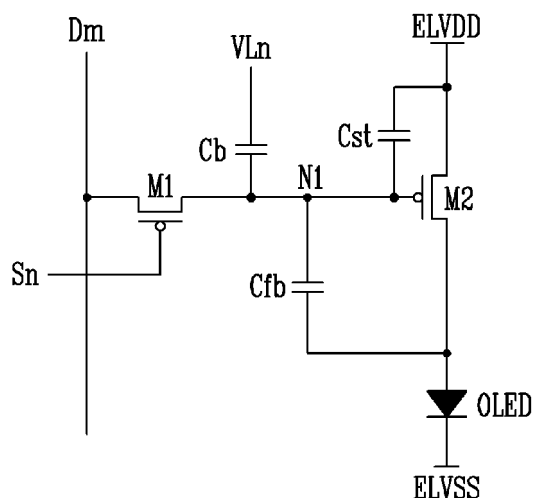 Dm
ELVDD
VLn
Cb
Cst
M1
N1
M2
Sn
Cfb
OLED
ELVSS